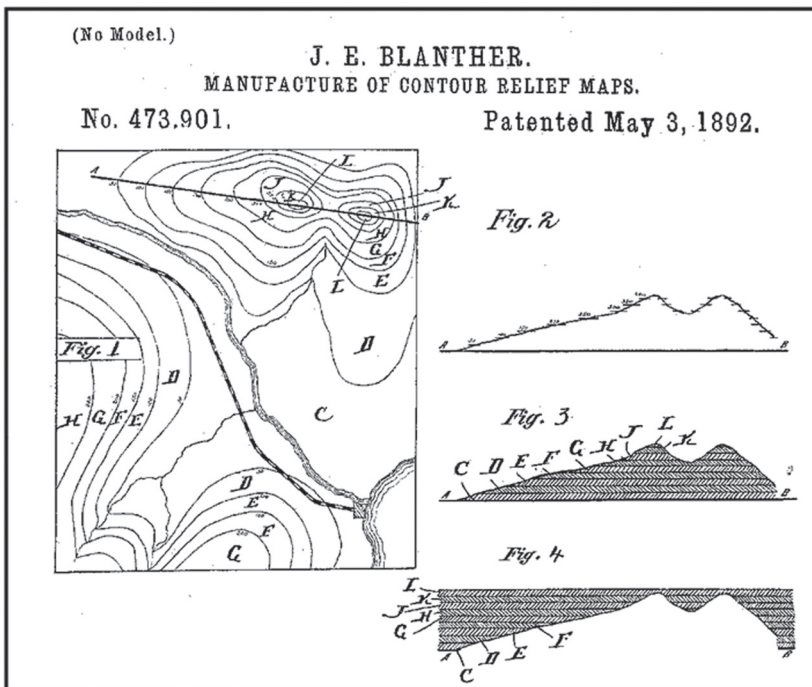 (No Model.)
J. E. BLANTHER.
MANUFACTURE OF CONTOUR RELIEF MAPS.
No. 473.901.
Patented May 3, 1892.
A
L
J
K
J
K
B
H
H
G
F
E
L
D
Fig. 1
D
H G F E
C
D
E
F
G
Fig. 2
A
B
Fig. 3
C D E F G H J L K
A
B
Fig. 4
L
K
J
H
G
A
C D E F
B